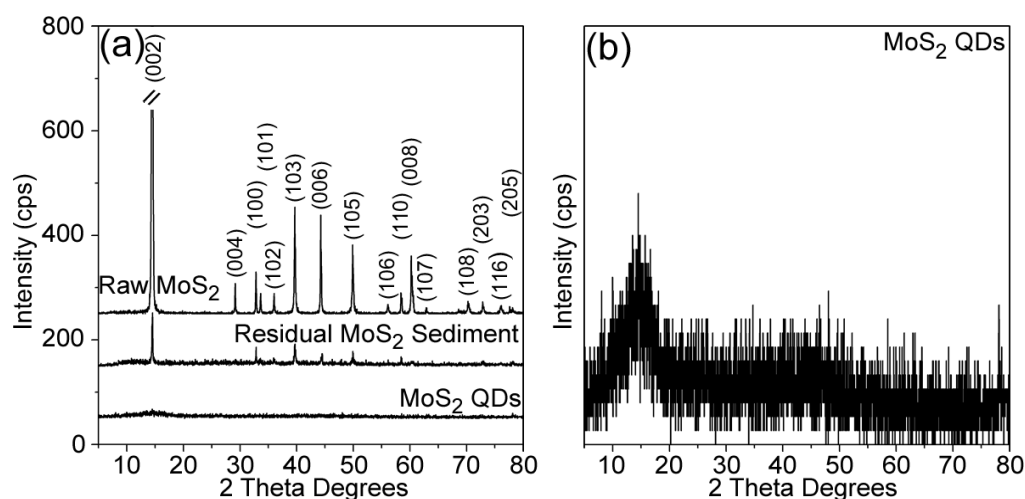 (a)
Intensity (cps)
800
600
400
200
0
(002)
(004)
(100)
(101)
(102)
(103)
(006)
(105)
(106)
(110)
(008)
(107)
(108)
(203)
(116)
(205)
Raw MoS2
Residual MoS2 Sediment
MoS2 QDs
10 20 30 40 50 60 70 80
2 Theta Degrees
(b)
MoS2 QDs
Intensity (cps)
10 20 30 40 50 60 70 80
2 Theta Degrees